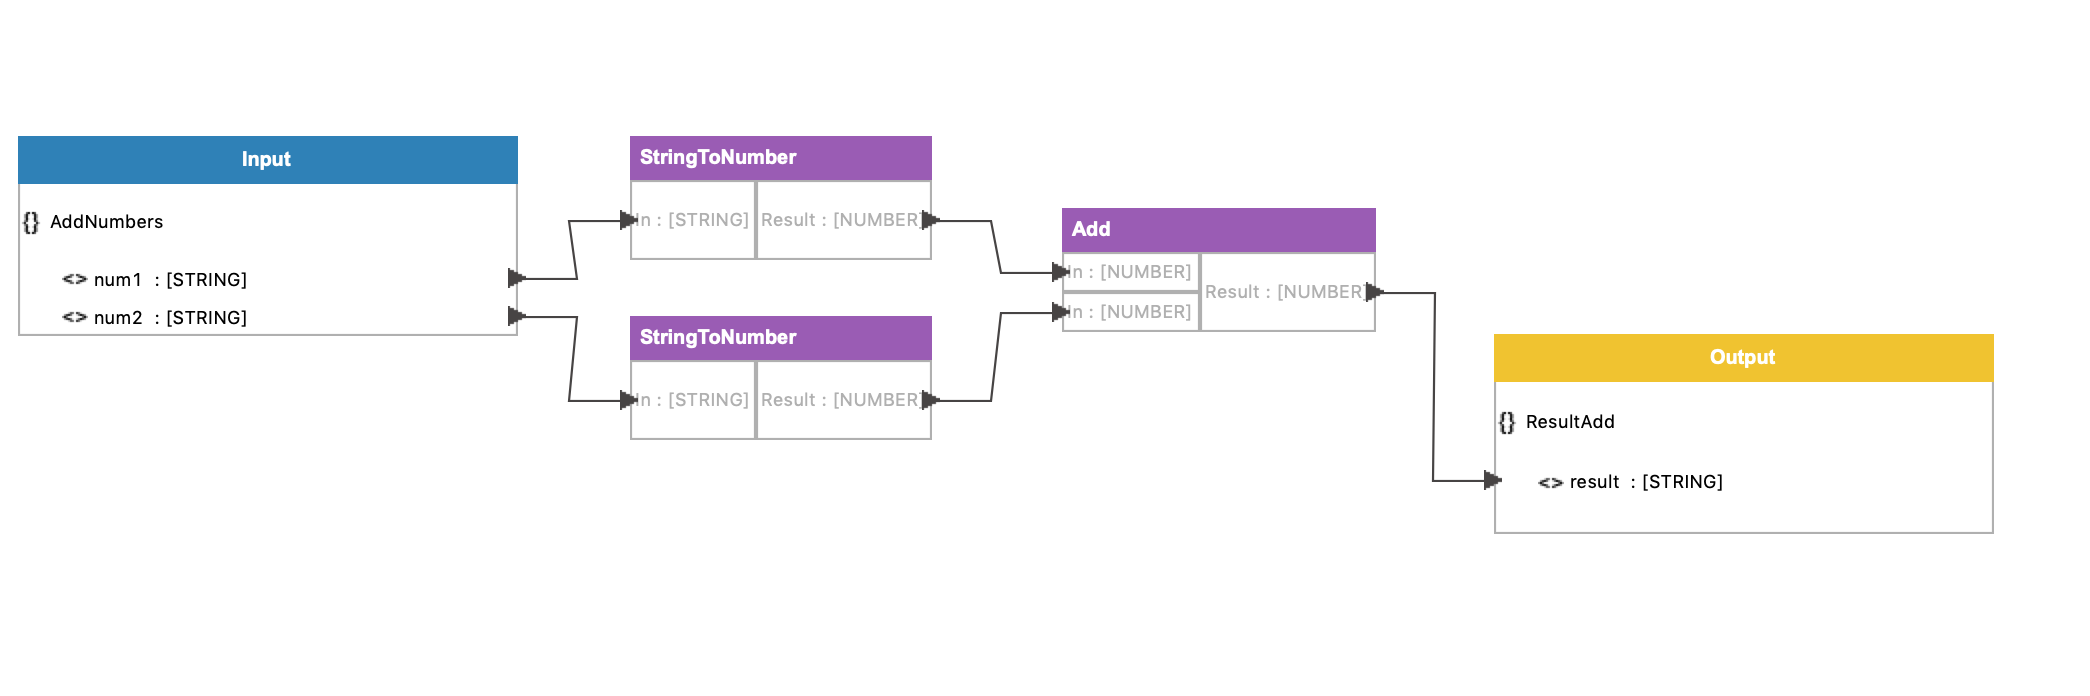 Input
{} AddNumbers
<> num1 : [STRING]
<> num2 : [STRING]
StringToNumber
In : [STRING] Result : [NUMBER]
StringToNumber
In : [STRING] Result : [NUMBER]
Add
In : [NUMBER]
In : [NUMBER]
Result : [NUMBER]
Output
{} ResultAdd
<> result : [STRING]